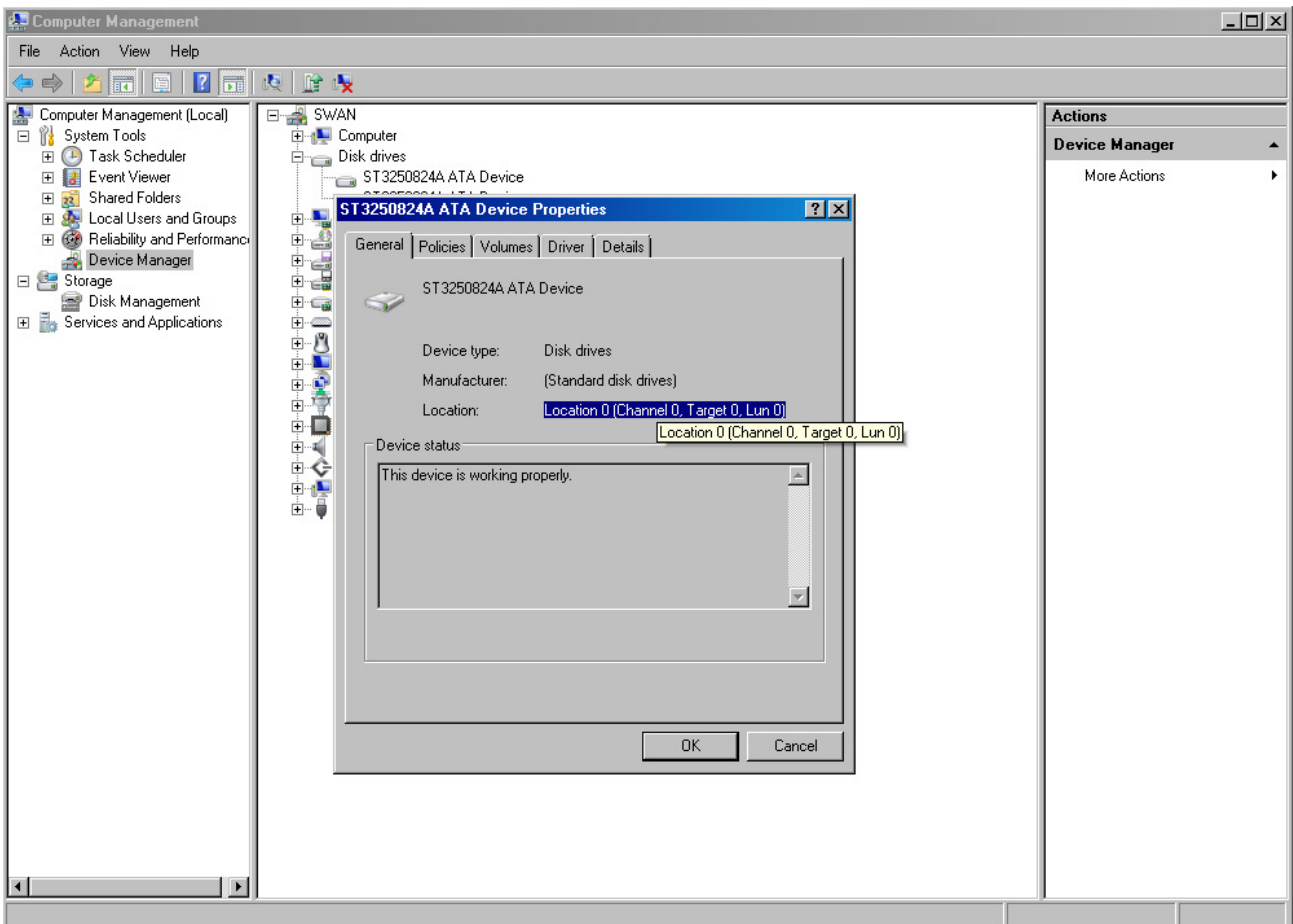 Computer Management
File Action View Help
Computer Management (Local)
System Tools
Task Scheduler
Event Viewer
Shared Folders
Local Users and Groups
Reliability and Performanc
Device Manager
Storage
Disk Management
Services and Applications
SWAN
Computer
Disk drives
ST3250824A ATA Device
ST3250824A ATA Device Properties
General Policies Volumes Driver Details
ST3250824A ATA Device
Device type: Disk drives
Manufacturer: (Standard disk drives)
Location: Location 0 (Channel 0, Target 0, Lun 0)
Location 0 (Channel 0, Target 0, Lun 0)
Device status
This device is working properly.
OK Cancel
Actions
Device Manager
More Actions